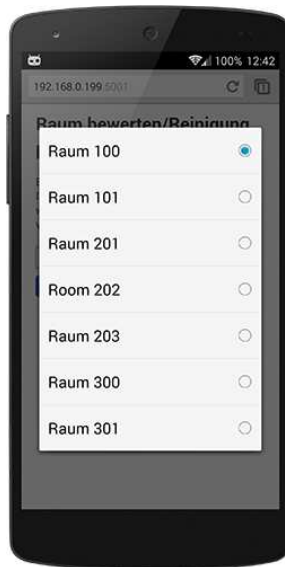 100% 12:42
192.168.0.199:5001
Raum bewerten/Reinigung
Raum 100
Raum 101
Raum 201
Room 202
Raum 203
Raum 300
Raum 301